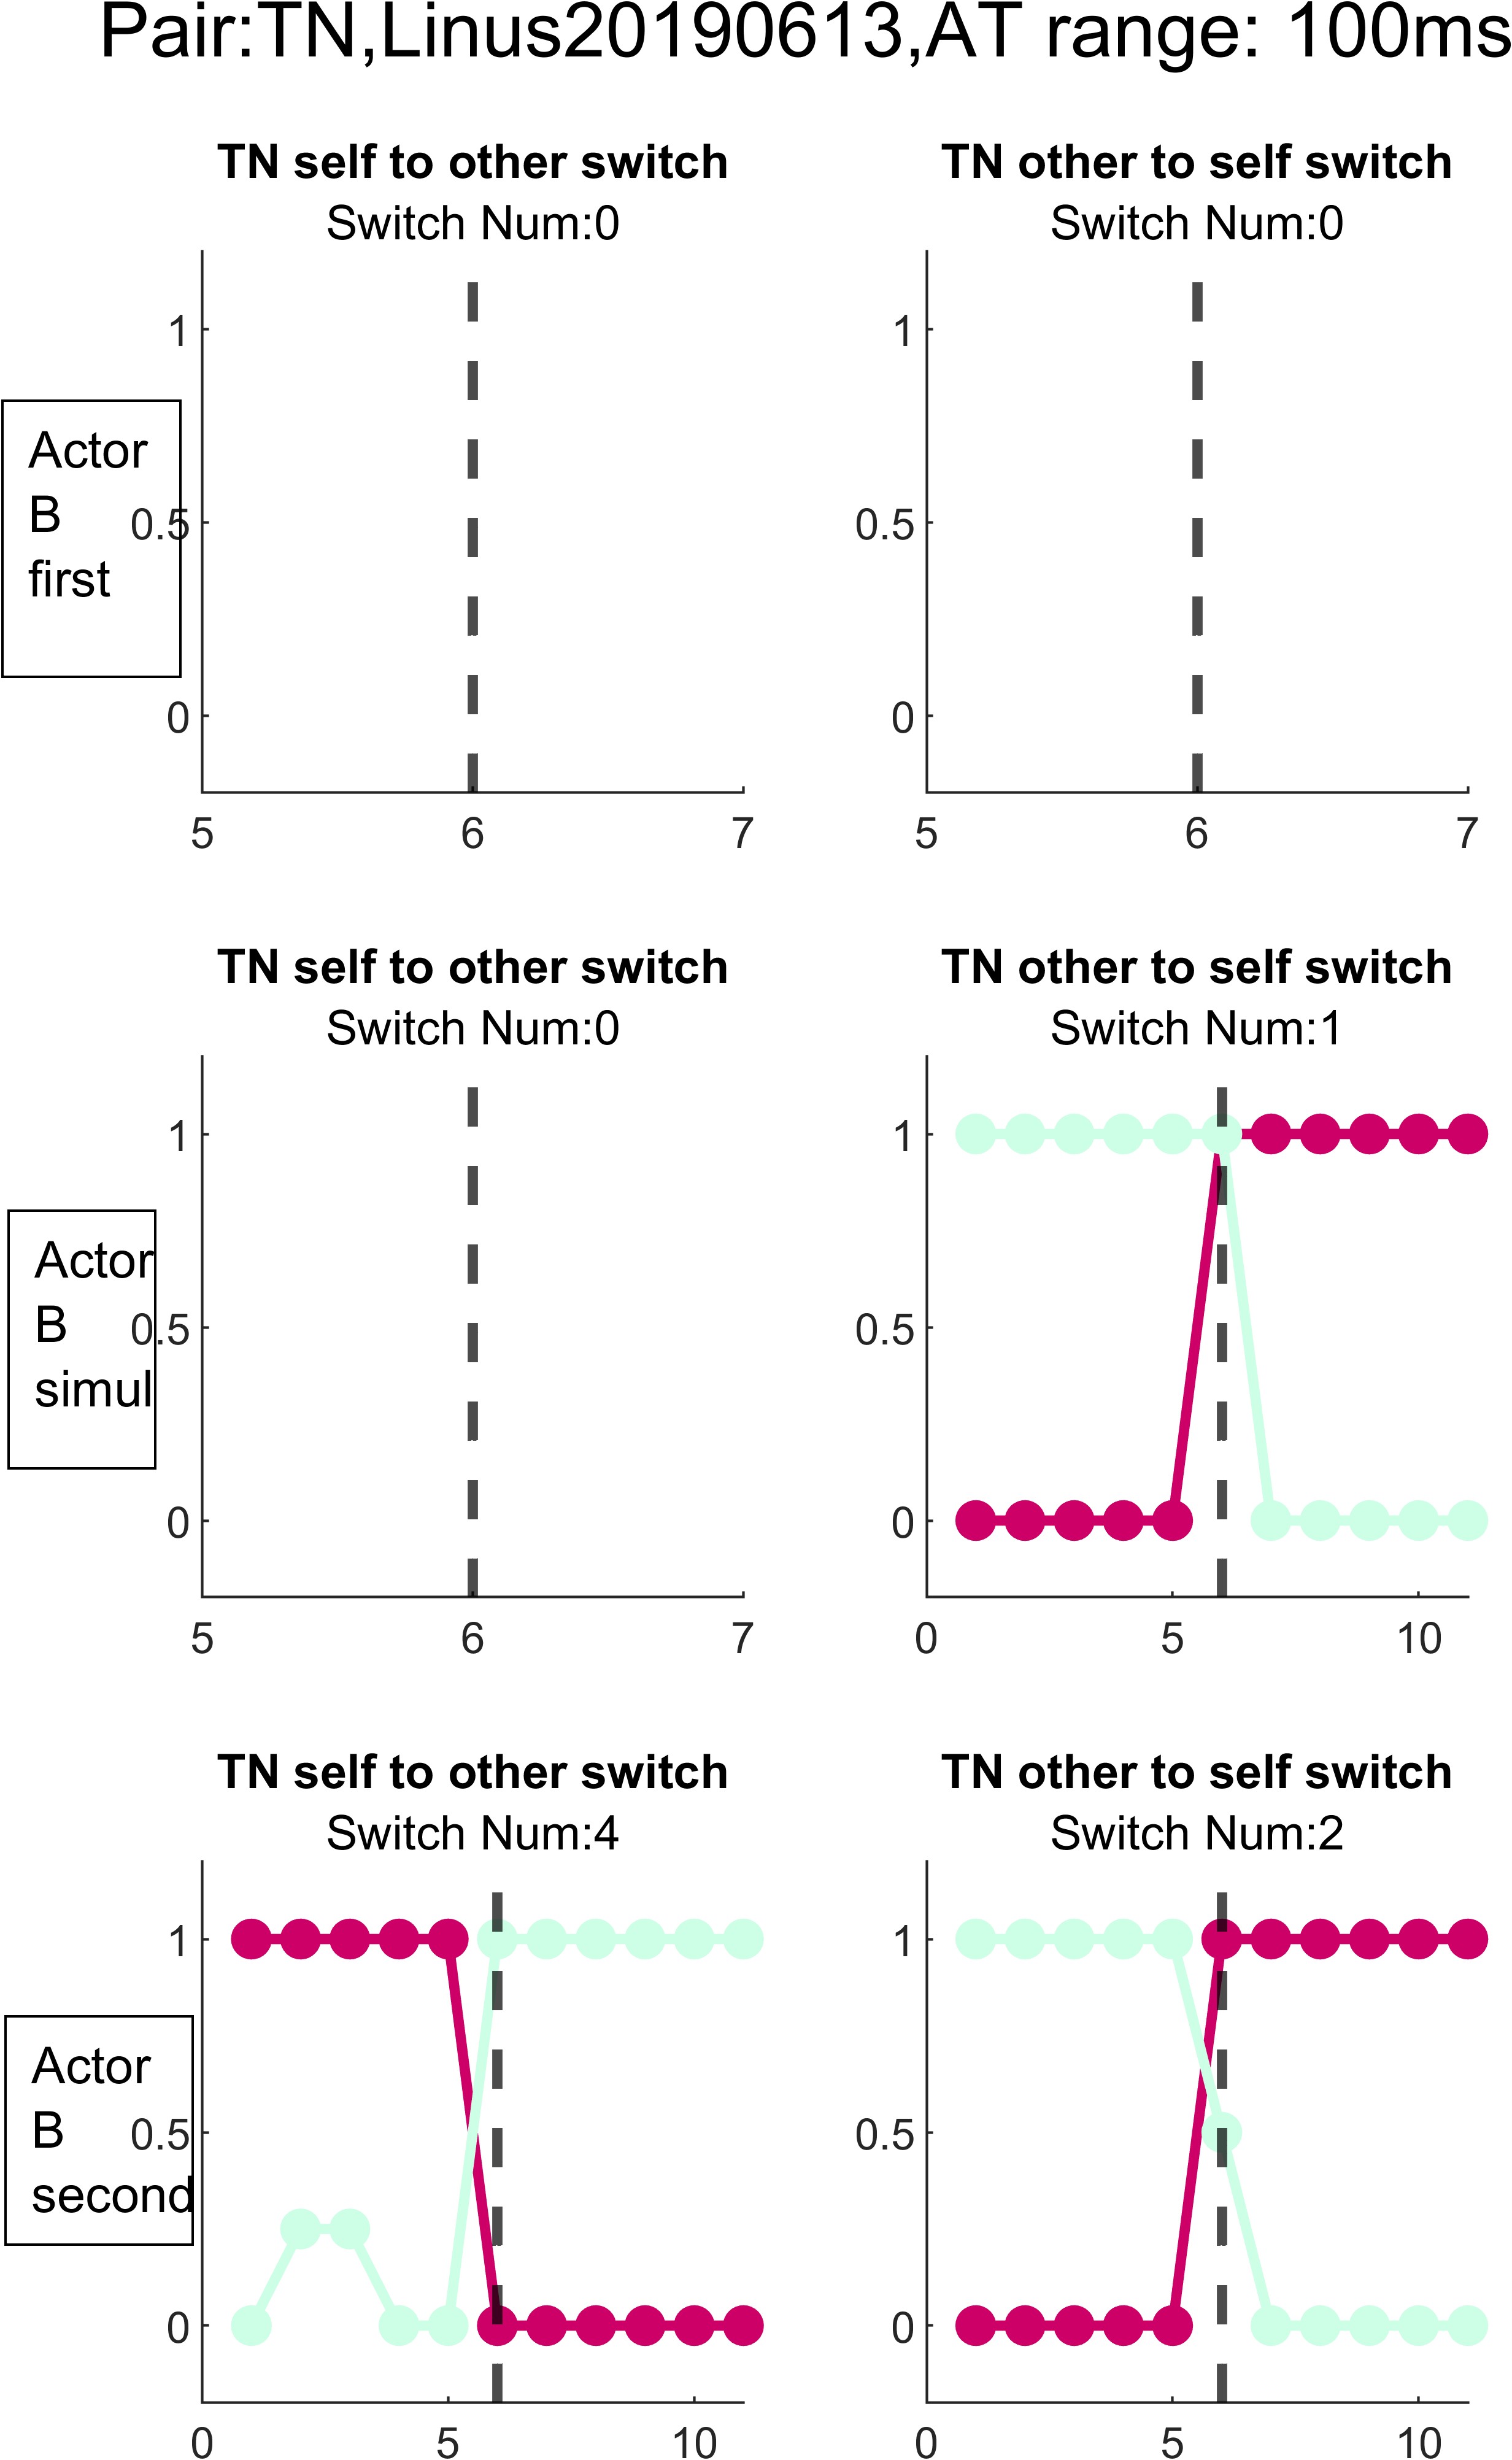 Pair:TN,Linus20190613,AT range: 100ms
TN self to other switch
Switch Num:0
TN other to self switch
Switch Num:0
Actor
B
first
1
0.5
0
5 6 7
1
0.5
0
5 6 7
TN self to other switch
Switch Num:0
TN other to self switch
Switch Num:1
Actor
B
simul
1
0.5
0
5 6 7
1
0.5
0
0 5 10
TN self to other switch
Switch Num:4
TN other to self switch
Switch Num:2
Actor
B
second
1
0.5
0
0 5 10
1
0.5
0
0 5 10